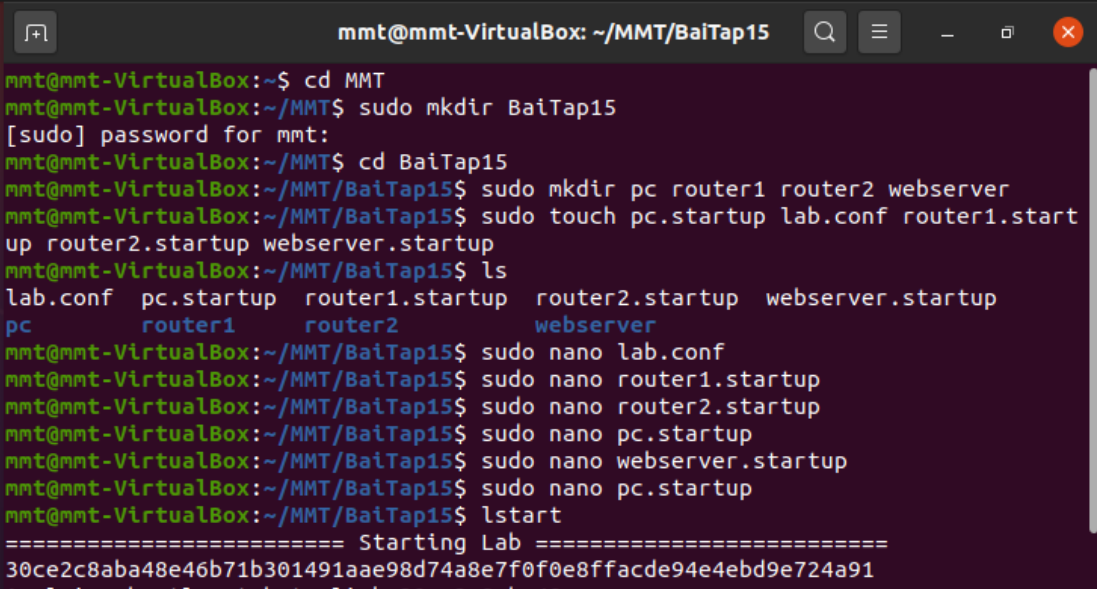 mmt@mmt-VirtualBox: ~/MMT/BaiTap15
mmt@mmt-VirtualBox:~$ cd MMT
mmt@mmt-VirtualBox:~/MMT$ sudo mkdir BaiTap15
[sudo] password for mmt:
mmt@mmt-VirtualBox:~/MMT$ cd BaiTap15
mmt@mmt-VirtualBox:~/MMT/BaiTap15$ sudo mkdir pc router1 router2 webserver
mmt@mmt-VirtualBox:~/MMT/BaiTap15$ sudo touch pc.startup lab.conf router1.start
up router2.startup webserver.startup
mmt@mmt-VirtualBox:~/MMT/BaiTap15$ ls
lab.conf  pc.startup  router1.startup  router2.startup  webserver.startup
pc        router1     router2          webserver
mmt@mmt-VirtualBox:~/MMT/BaiTap15$ sudo nano lab.conf
mmt@mmt-VirtualBox:~/MMT/BaiTap15$ sudo nano router1.startup
mmt@mmt-VirtualBox:~/MMT/BaiTap15$ sudo nano router2.startup
mmt@mmt-VirtualBox:~/MMT/BaiTap15$ sudo nano pc.startup
mmt@mmt-VirtualBox:~/MMT/BaiTap15$ sudo nano webserver.startup
mmt@mmt-VirtualBox:~/MMT/BaiTap15$ sudo nano pc.startup
mmt@mmt-VirtualBox:~/MMT/BaiTap15$ lstart
========================= Starting Lab ==========================
30ce2c8aba48e46b71b301491aae98d74a8e7f0f0e8ffacde94e4ebd9e724a91